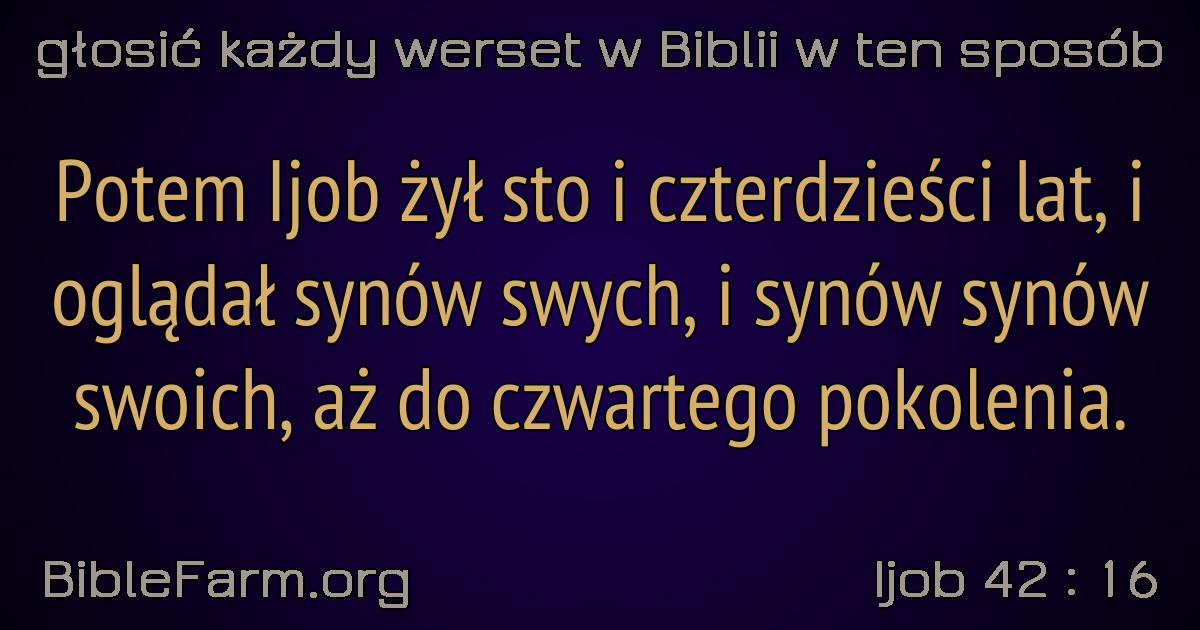 głosić każdy werset w Biblii w ten sposób
Potem Ijob żył sto i czterdzieści lat, i
oglądał synów swych, i synów synów
swoich, aż do czwartego pokolenia.
BibleFarm.org
Ijob 42 : 16